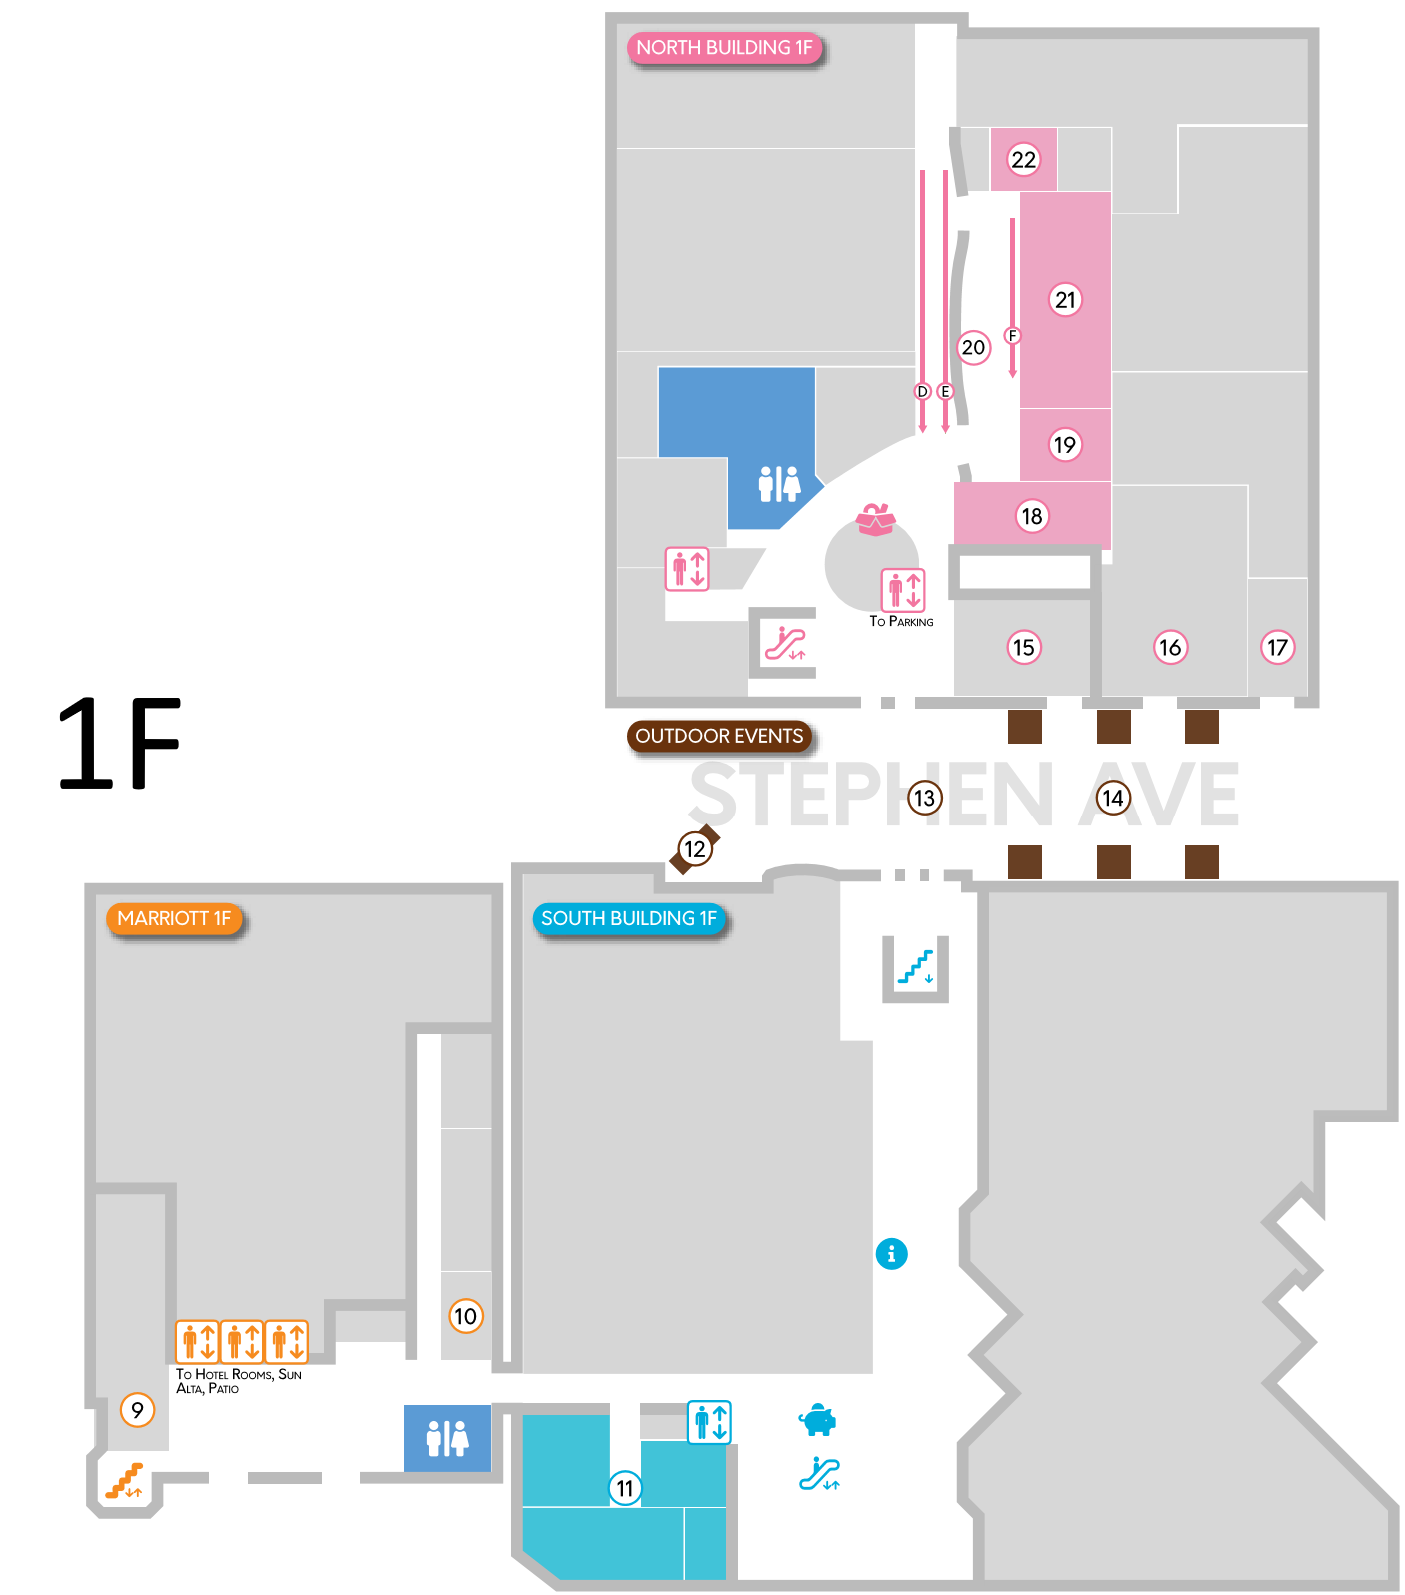 NORTH BUILDING 1F
22
21
20
F
D
E
19
18
TO PARKING
15
16
17
1F
OUTDOOR EVENTS
STEPHEN AVE
13
14
12
MARRIOTT 1F
SOUTH BUILDING 1F
i
10
TO HOTEL ROOMS, SUN
ALTA, PATIO
9
11